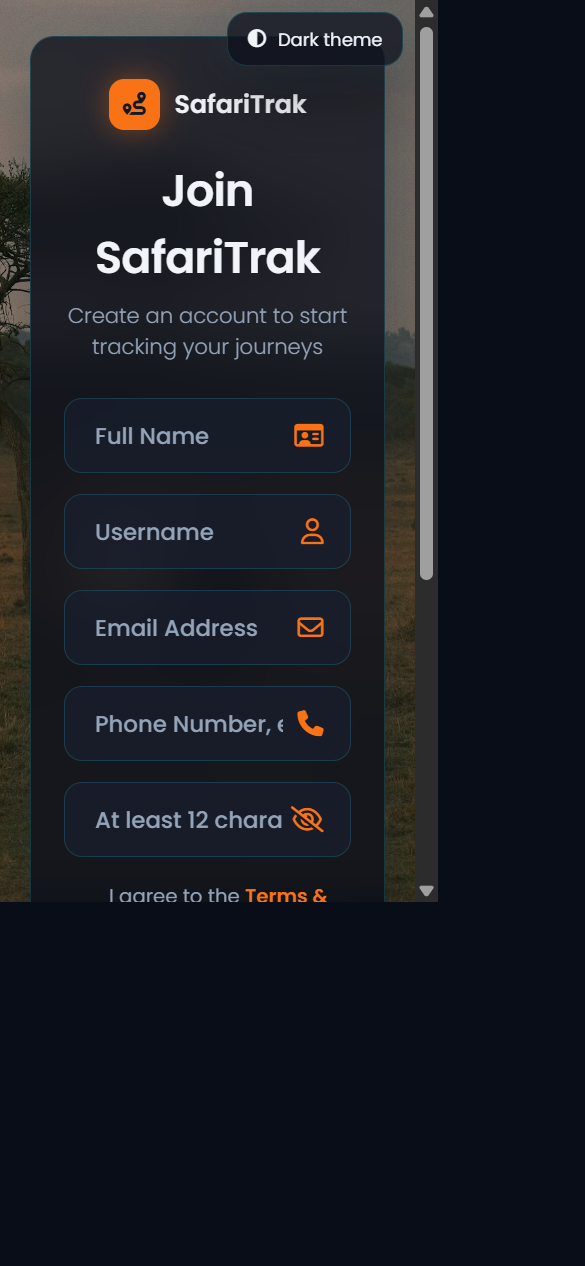 Dark theme
SafariTrak
Join
SafariTrak
Create an account to start
tracking your journeys
Full Name
Username
Email Address
Phone Number,
At least 12 chara
I agree to the Terms &